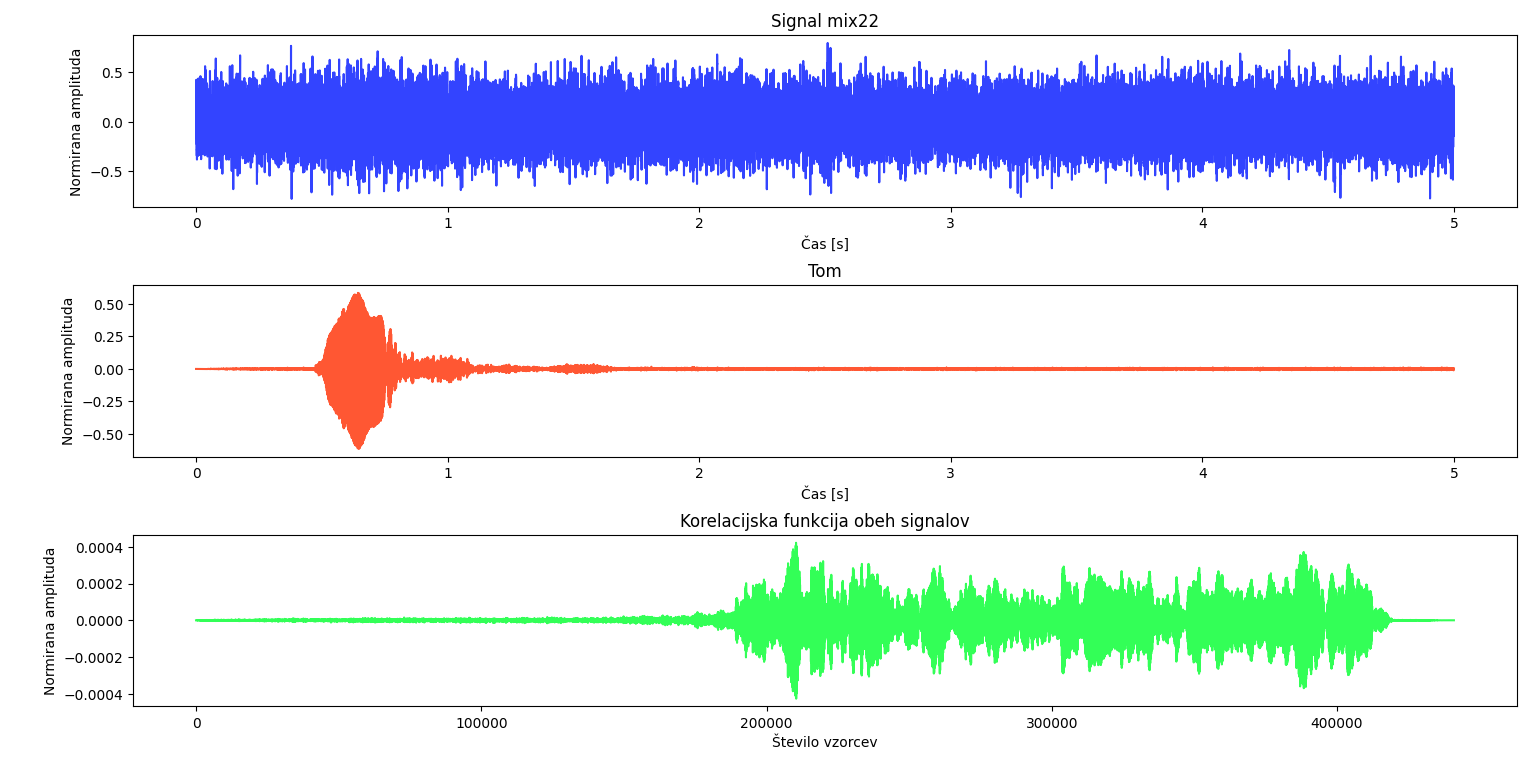 Signal mix22
Normirana amplituda
0.5
0.0
−0.5
0 1 2 3 4 5
Čas [s]
Tom
Normirana amplituda
0.50
0.25
0.00
−0.25
−0.50
0 1 2 3 4 5
Čas [s]
Korelacijska funkcija obeh signalov
Normirana amplituda
0.0004
0.0002
0.0000
−0.0002
−0.0004
0 100000 200000 300000 400000
Število vzorcev